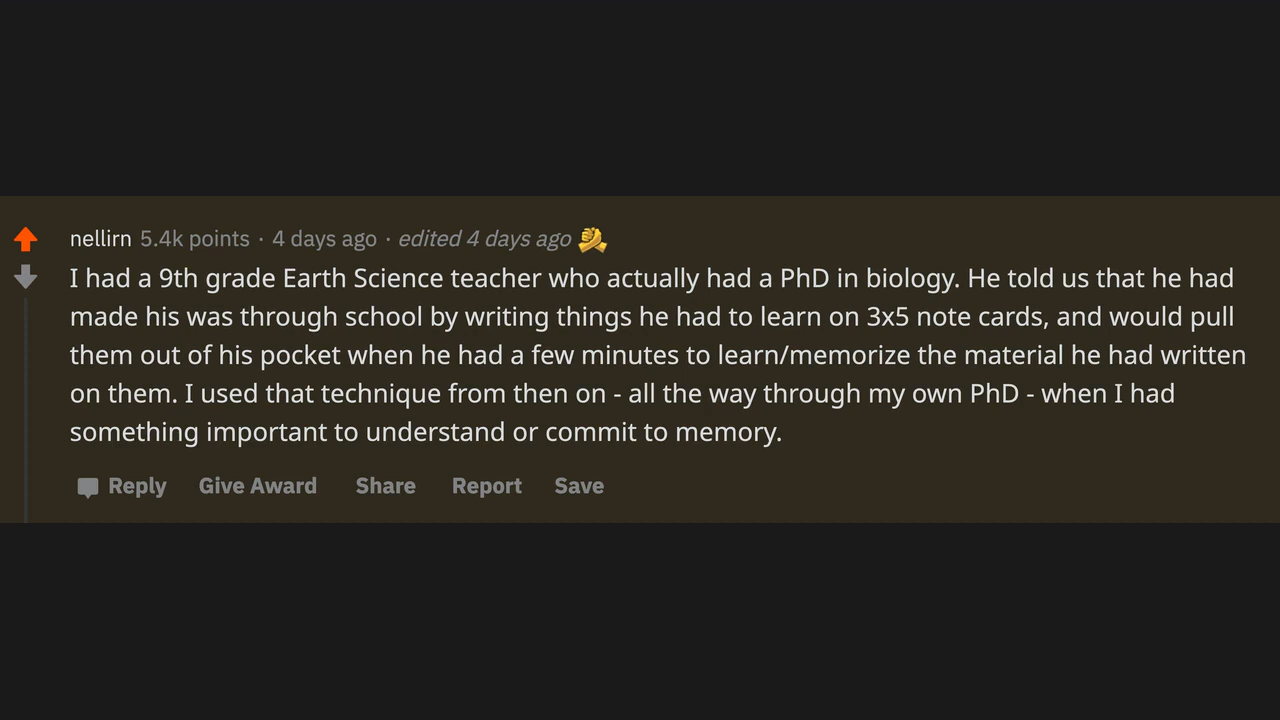 nellirn 5.4k points · 4 days ago · edited 4 days ago
I had a 9th grade Earth Science teacher who actually had a PhD in biology. He told us that he had
made his was through school by writing things he had to learn on 3x5 note cards, and would pull
them out of his pocket when he had a few minutes to learn/memorize the material he had written
on them. I used that technique from then on - all the way through my own PhD - when I had
something important to understand or commit to memory.
Reply Give Award Share Report Save